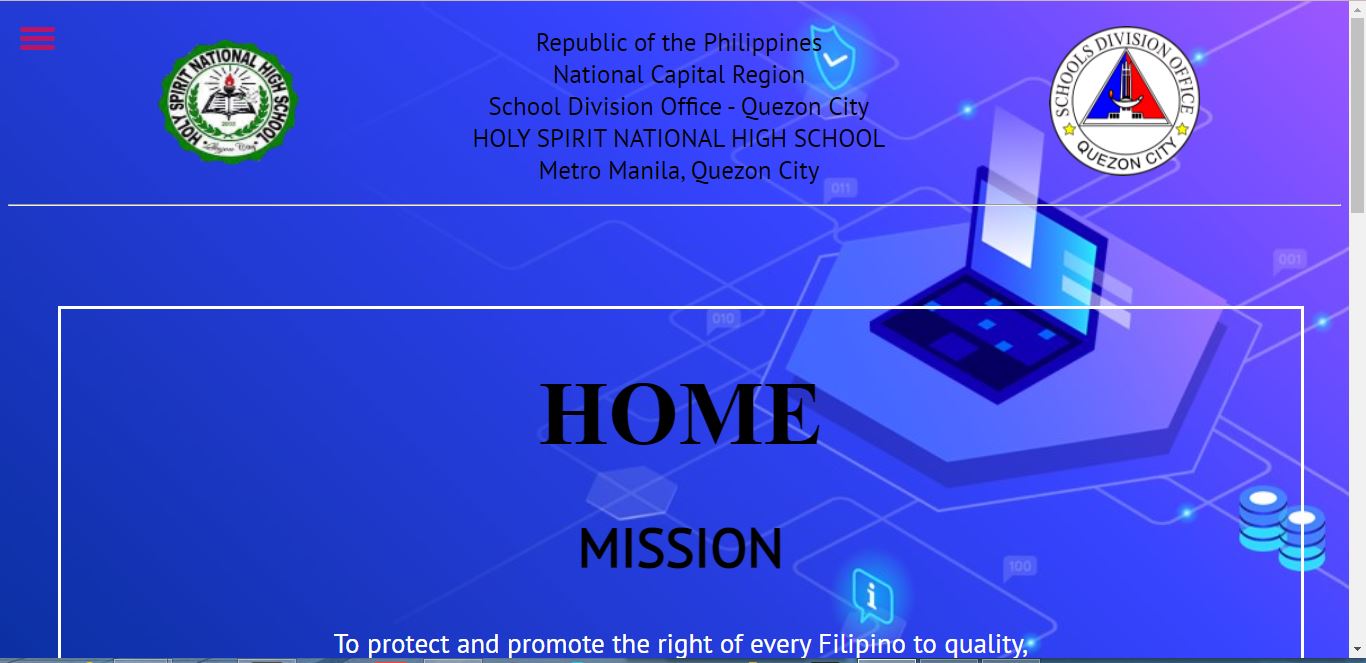 HOLY SPIRIT NATIONAL HIGH SCHOOL
2003
Republic of the Philippines
National Capital Region
School Division Office - Quezon City
HOLY SPIRIT NATIONAL HIGH SCHOOL
Metro Manila, Quezon City
SCHOOLS DIVISION OFFICE
QUEZON CITY
011
001
010
HOME
MISSION
100
i
To protect and promote the right of every Filipino to quality,